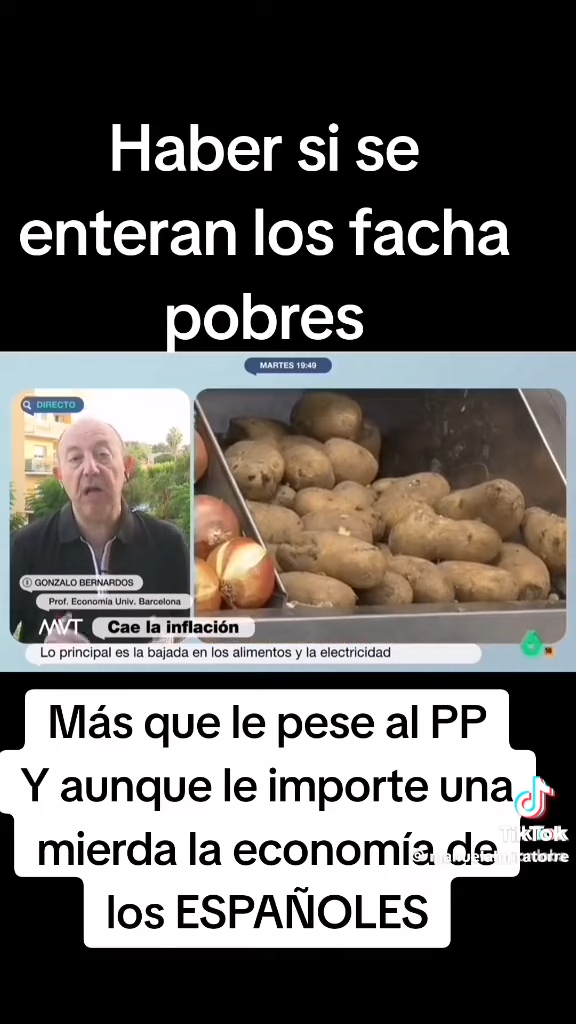 Haber si se
enteran los facha
pobres
MARTES 19:49
DIRECTO
GONZALO BERNARDOS
Prof. Economía Univ. Barcelona
MVT Cae la inflación
Lo principal es la bajada en los alimentos y la electricidad
Más que le pese al PP
Y aunque le importe una
mierda la economía de
los ESPAÑOLES
TikTok